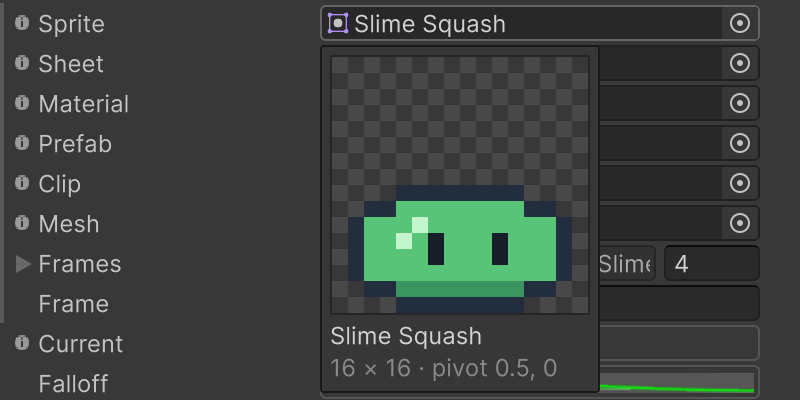 Sprite Slime Squash
Sheet
Material
Prefab
Clip
Mesh
Frames 4
Frame
Current
Falloff
Slime Squash
16 × 16 · pivot 0.5, 0